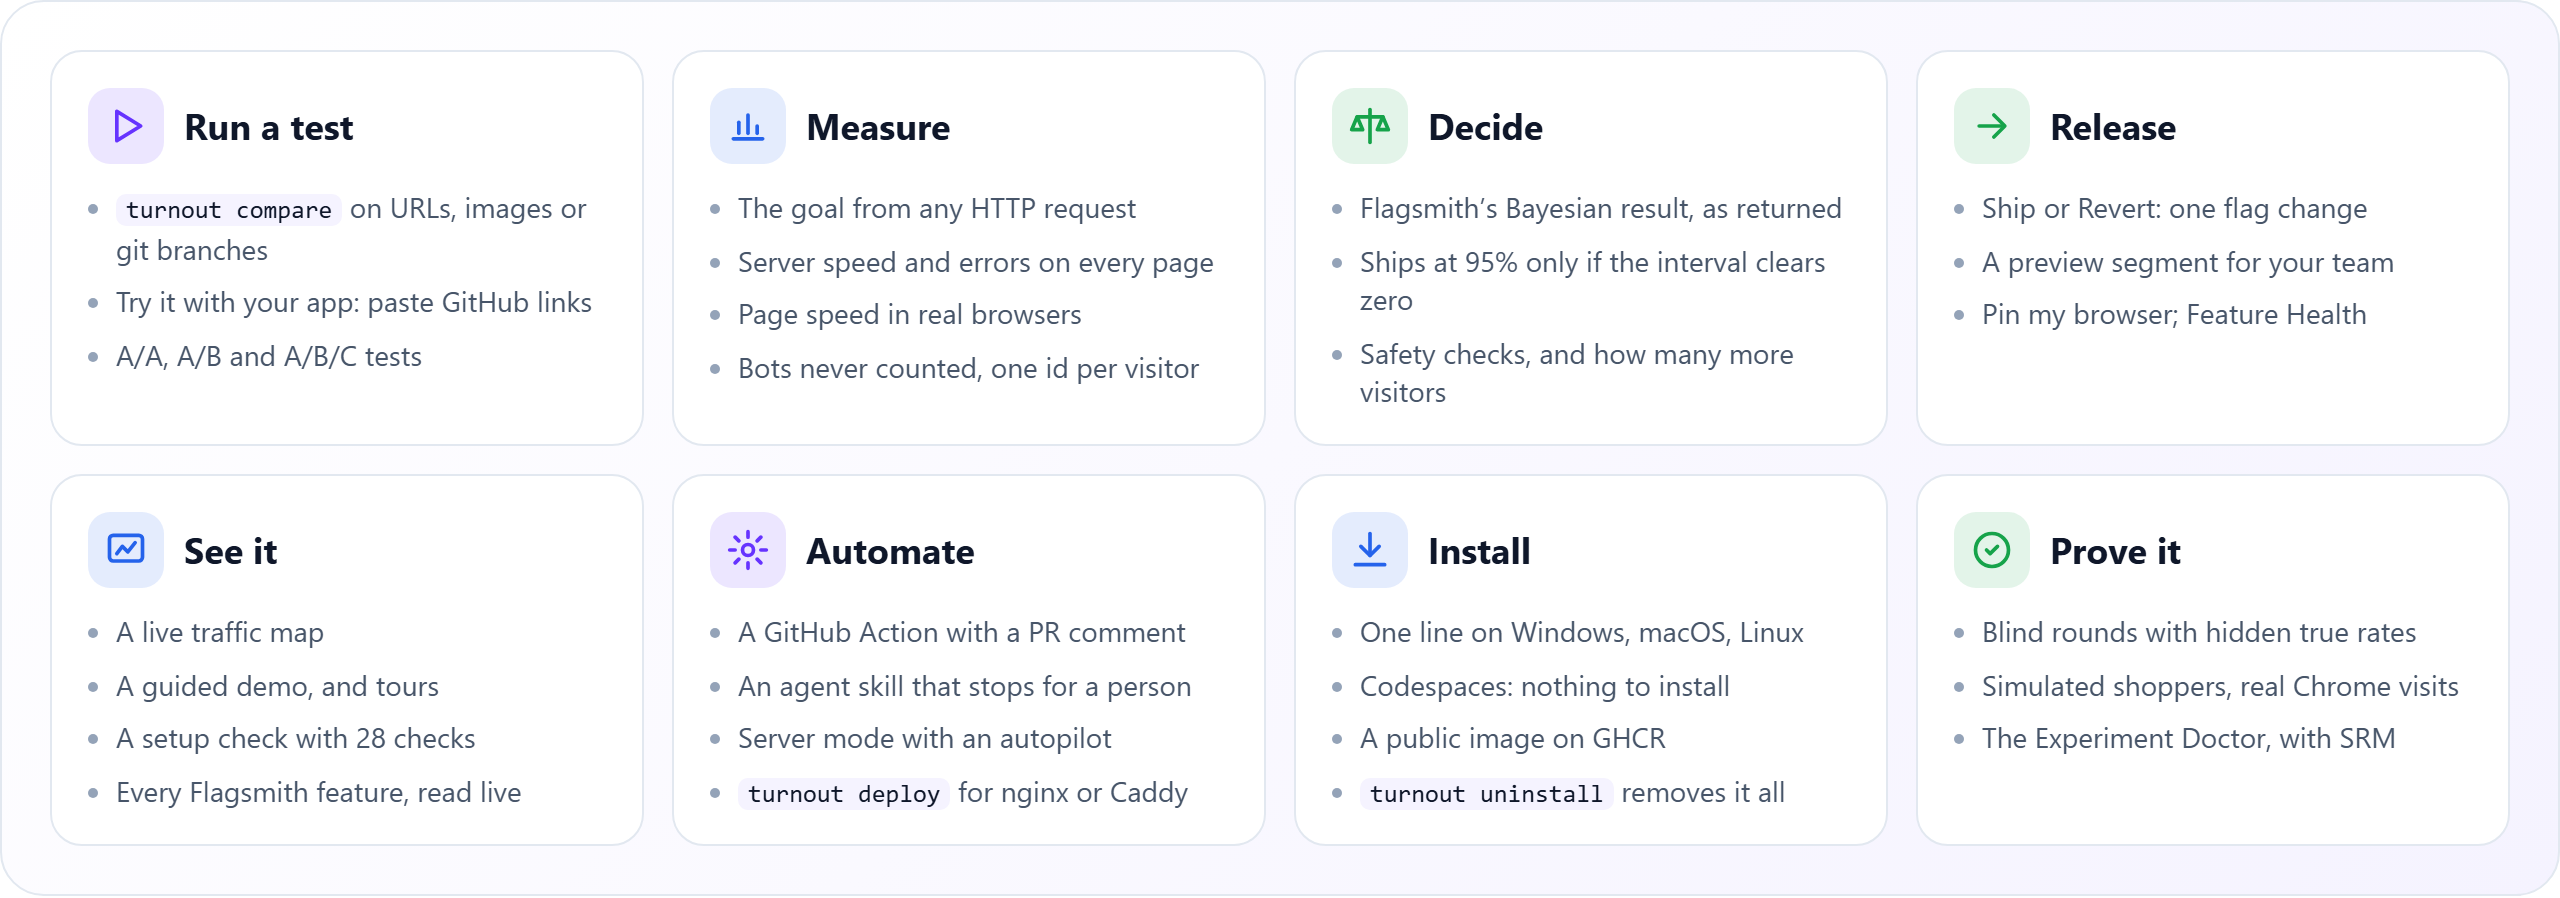 Run a test
turnout compare on URLs, images or
git branches
Try it with your app: paste GitHub links
A/A, A/B and A/B/C tests
Measure
The goal from any HTTP request
Server speed and errors on every page
Page speed in real browsers
Bots never counted, one id per visitor
Decide
Flagsmith’s Bayesian result, as returned
Ships at 95% only if the interval clears
zero
Safety checks, and how many more
visitors
Release
Ship or Revert: one flag change
A preview segment for your team
Pin my browser; Feature Health
See it
A live traffic map
A guided demo, and tours
A setup check with 28 checks
Every Flagsmith feature, read live
Automate
A GitHub Action with a PR comment
An agent skill that stops for a person
Server mode with an autopilot
turnout deploy for nginx or Caddy
Install
One line on Windows, macOS, Linux
Codespaces: nothing to install
A public image on GHCR
turnout uninstall removes it all
Prove it
Blind rounds with hidden true rates
Simulated shoppers, real Chrome visits
The Experiment Doctor, with SRM